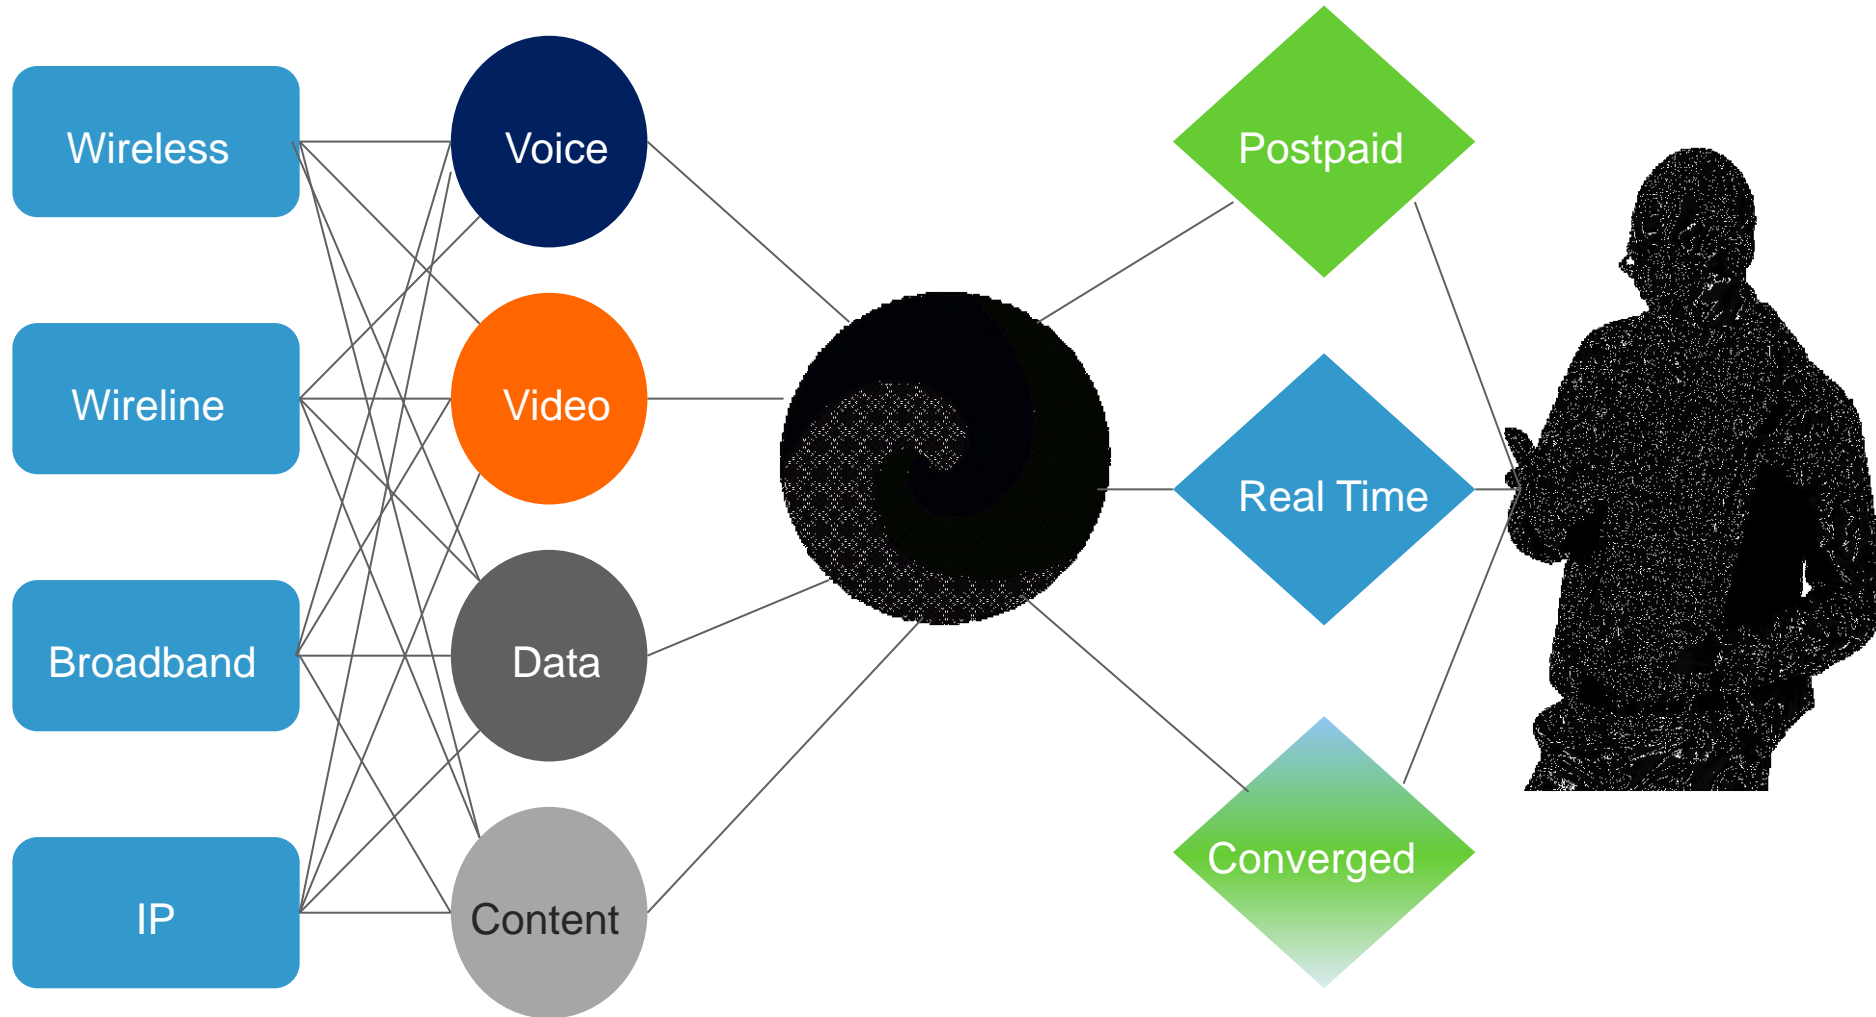 Wireless
Voice
Postpaid
Wireline
Video
Real Time
Broadband
Data
Converged
IP
Content